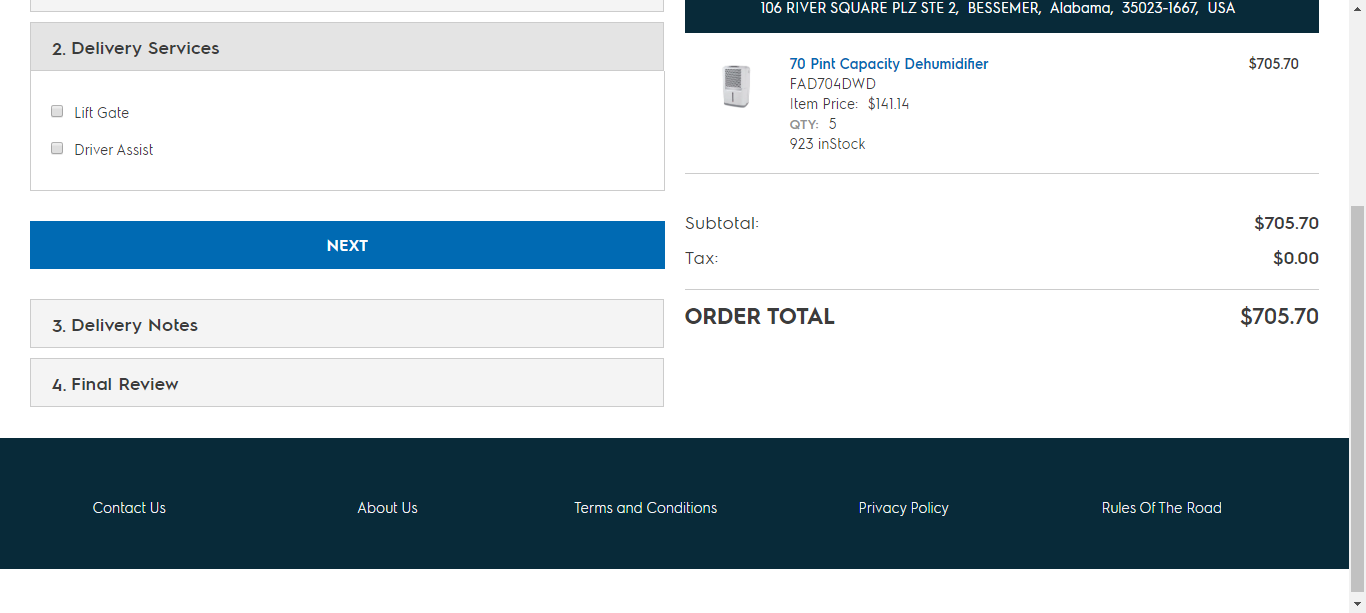 106 RIVER SQUARE PLZ STE 2, BESSEMER, Alabama, 35023-1667, USA
2. Delivery Services
Lift Gate
Driver Assist
NEXT
3. Delivery Notes
4. Final Review
70 Pint Capacity Dehumidifier $705.70
FAD704DWD
Item Price: $141.14
QTY: 5
923 inStock
Subtotal: $705.70
Tax: $0.00
ORDER TOTAL $705.70
Contact Us About Us Terms and Conditions Privacy Policy Rules Of The Road